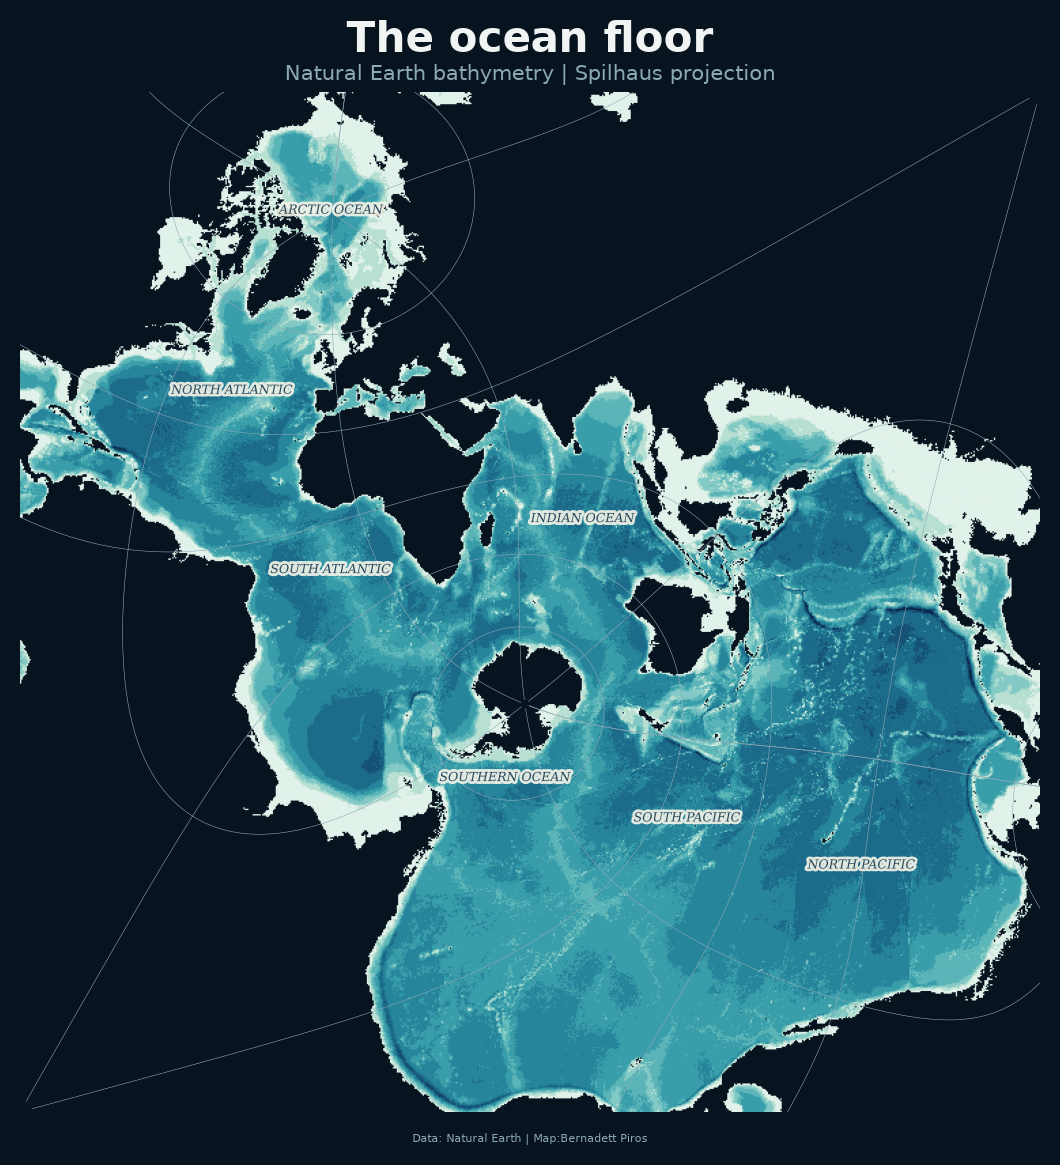 The ocean floor
Natural Earth bathymetry | Spilhaus projection
ARCTIC OCEAN
NORTH ATLANTIC
INDIAN OCEAN
SOUTH ATLANTIC
SOUTHERN OCEAN
SOUTH PACIFIC
NORTH PACIFIC
Data: Natural Earth | Map:Bernadett Piros